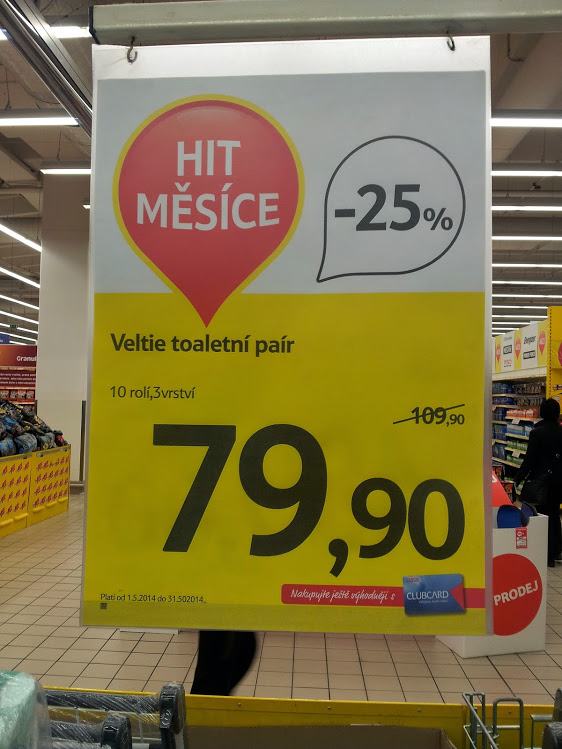 HIT
MĚSÍCE
-25%
Veltie toaletní paír
10 rolí,3vrství
109,90
79,90
Platí od 1.5.2014 do 31.502014.,
Nakupujte ještě výhodněji s
CLUBCARD
PRODEJ
Granul